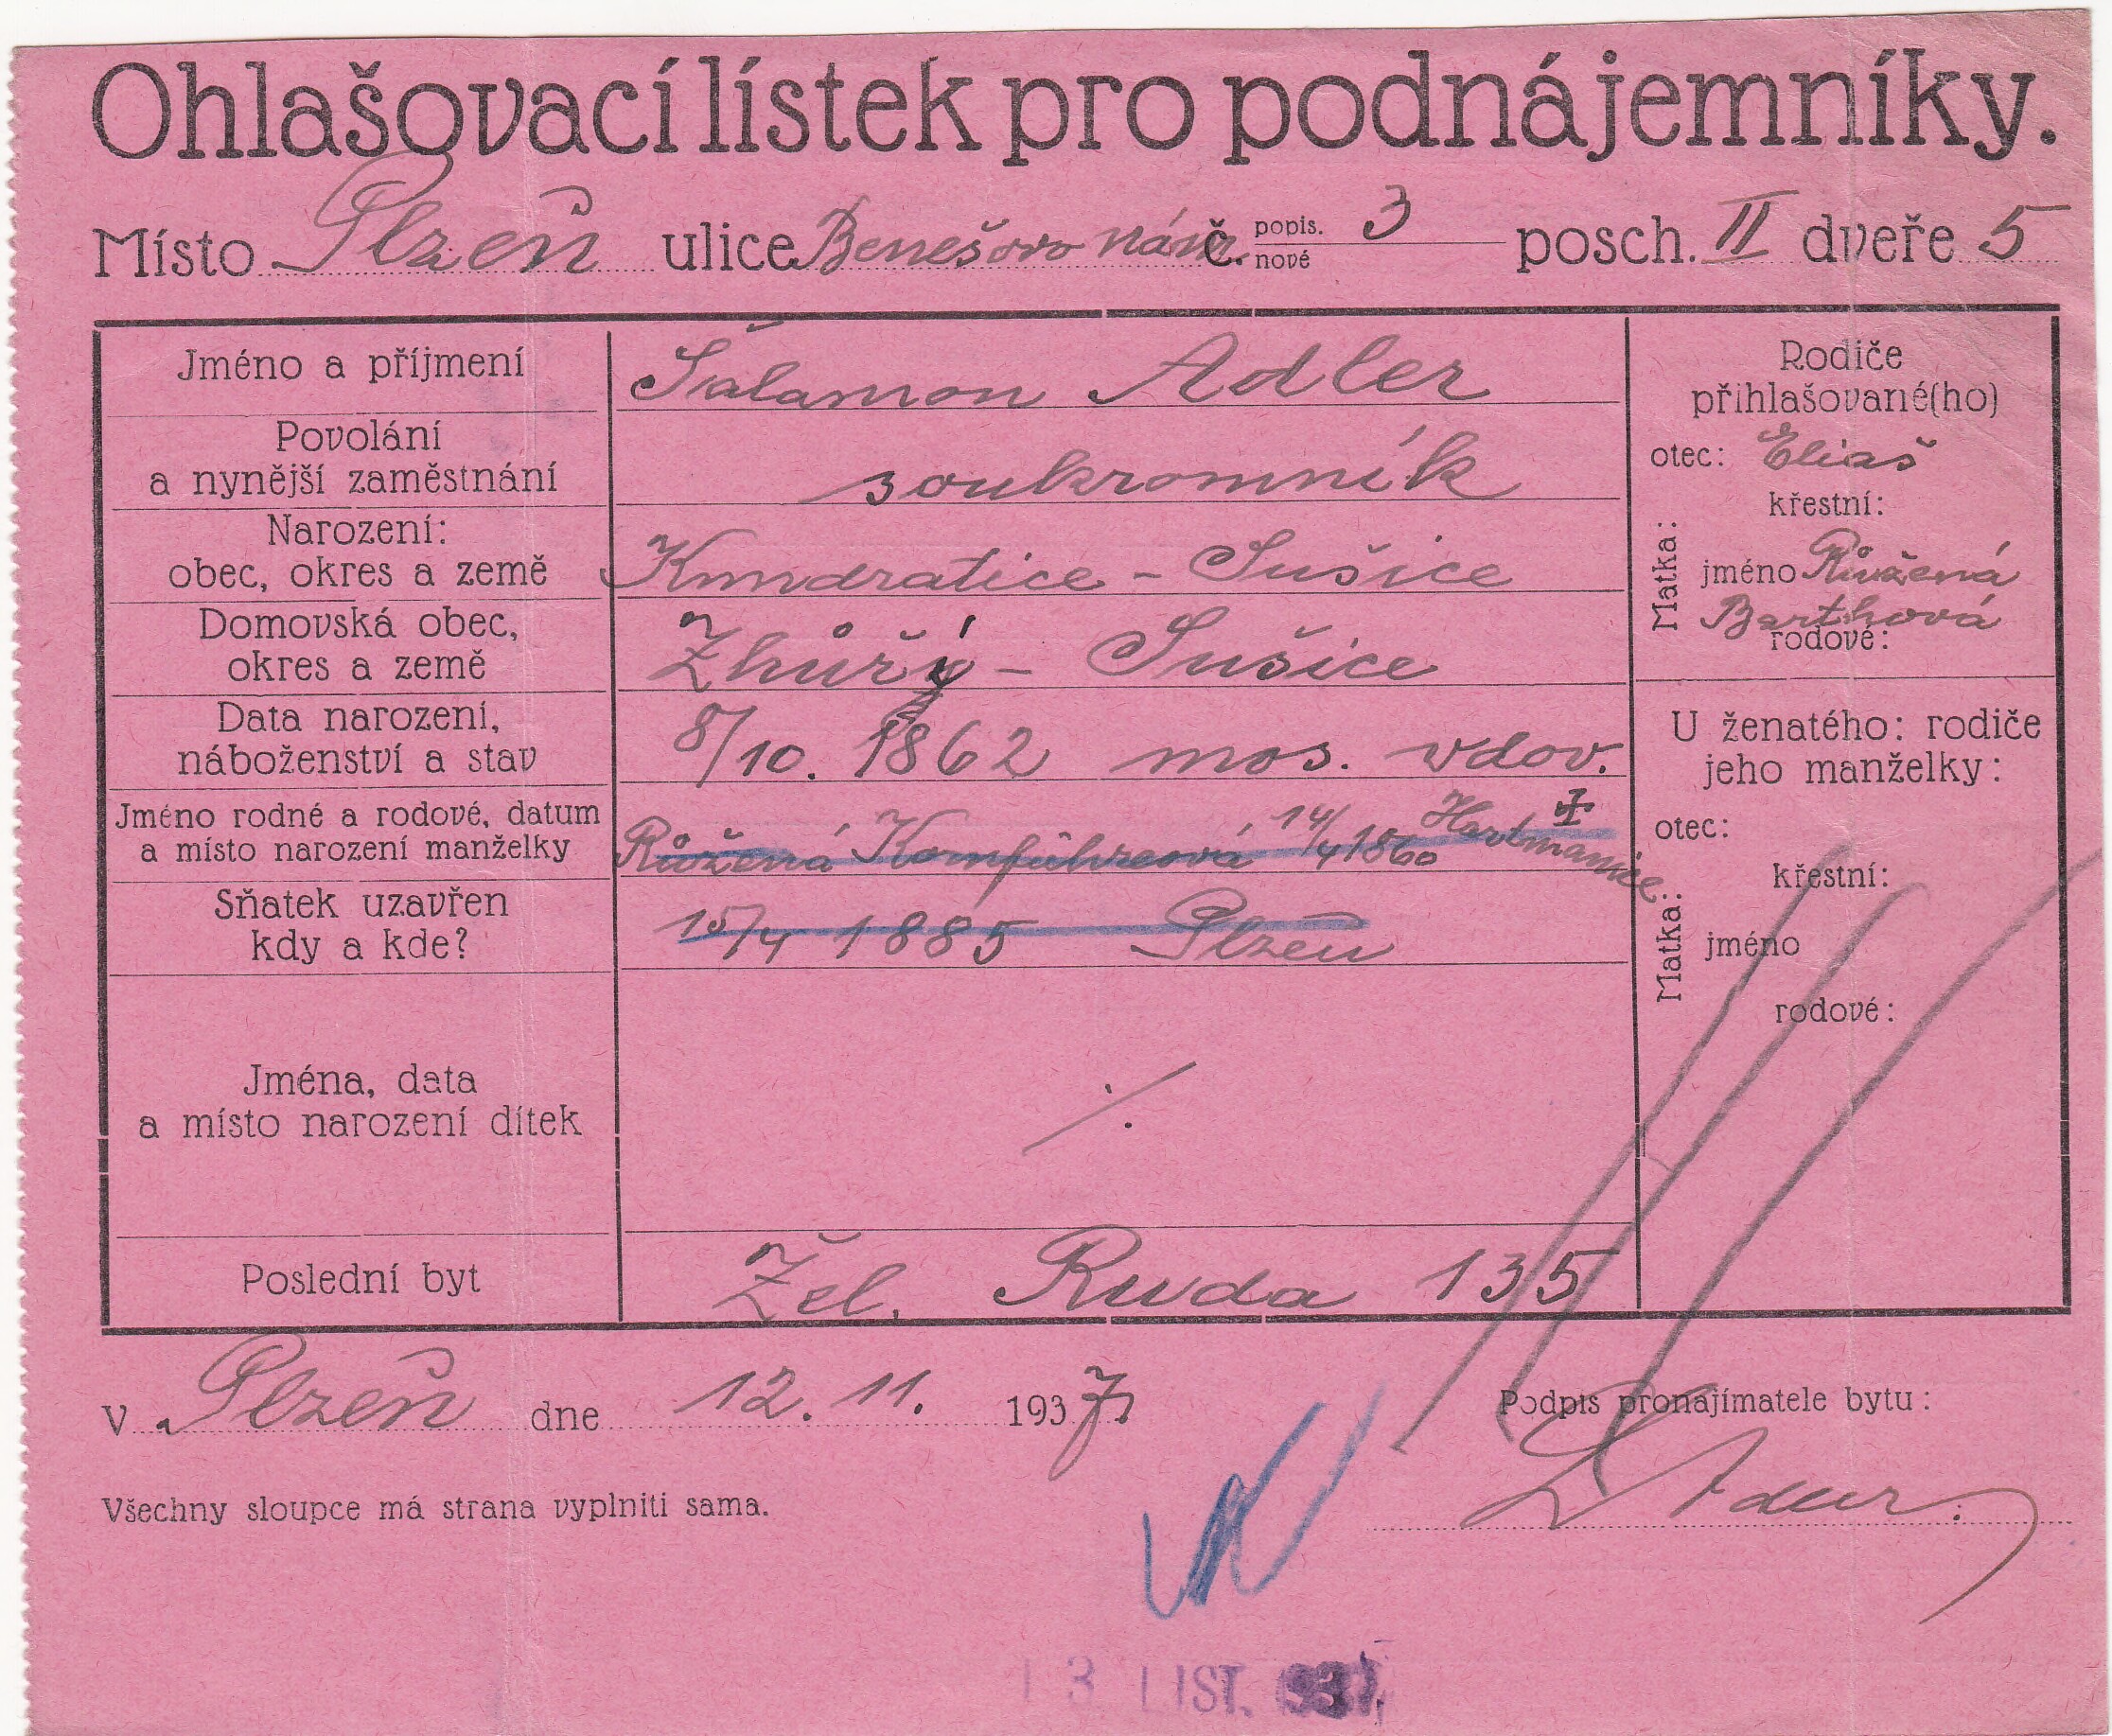 Ohlašovací lístek pro podnájemníky.
Místo Plzeň ulice Benešovo nám. č. popis. nové 3 posch. II dveře 5
Jméno a příjmení Šalamon Adler
Povolání
a nynější zaměstnání soukromník
Narození:
obec, okres a země Kundratice - Sušice
Domovská obec,
okres a země Zhůří - Sušice
Data narození,
náboženství a stav 8/10. 1862 mos. vdov.
Jméno rodné a rodové, datum
a místo narození manželky Růžená 14/4 1860 Hartmanice
Sňatek uzavřen
kdy a kde? 15/4 1885 Plzeň
Jména, data
a místo narození dítek ·/.
Poslední byt Žel. Ruda 135
Rodiče
přihlašované(ho)
otec: Eliaš
Matka:
křestní:
jméno Růžená
Barthová
rodové:
U ženatého: rodiče
jeho manželky:
otec:
Matka:
křestní:
jméno
rodové:
V Plzeň dne 12. 11. 1937
Podpis pronajímatele bytu:
Všechny sloupce má strana vyplniti sama.
13 LIST. 937